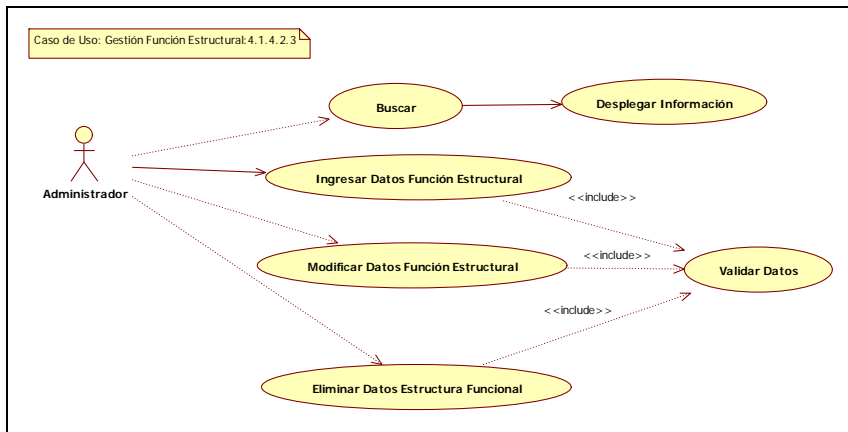 Caso de Uso: Gestión Función Estructural:4.1.4.2.3
Buscar
Desplegar Información
Administrador
Ingresar Datos Función Estructural
<<include>>
Modificar Datos Función Estructural
<<include>>
Validar Datos
<<include>>
Eliminar Datos Estructura Funcional